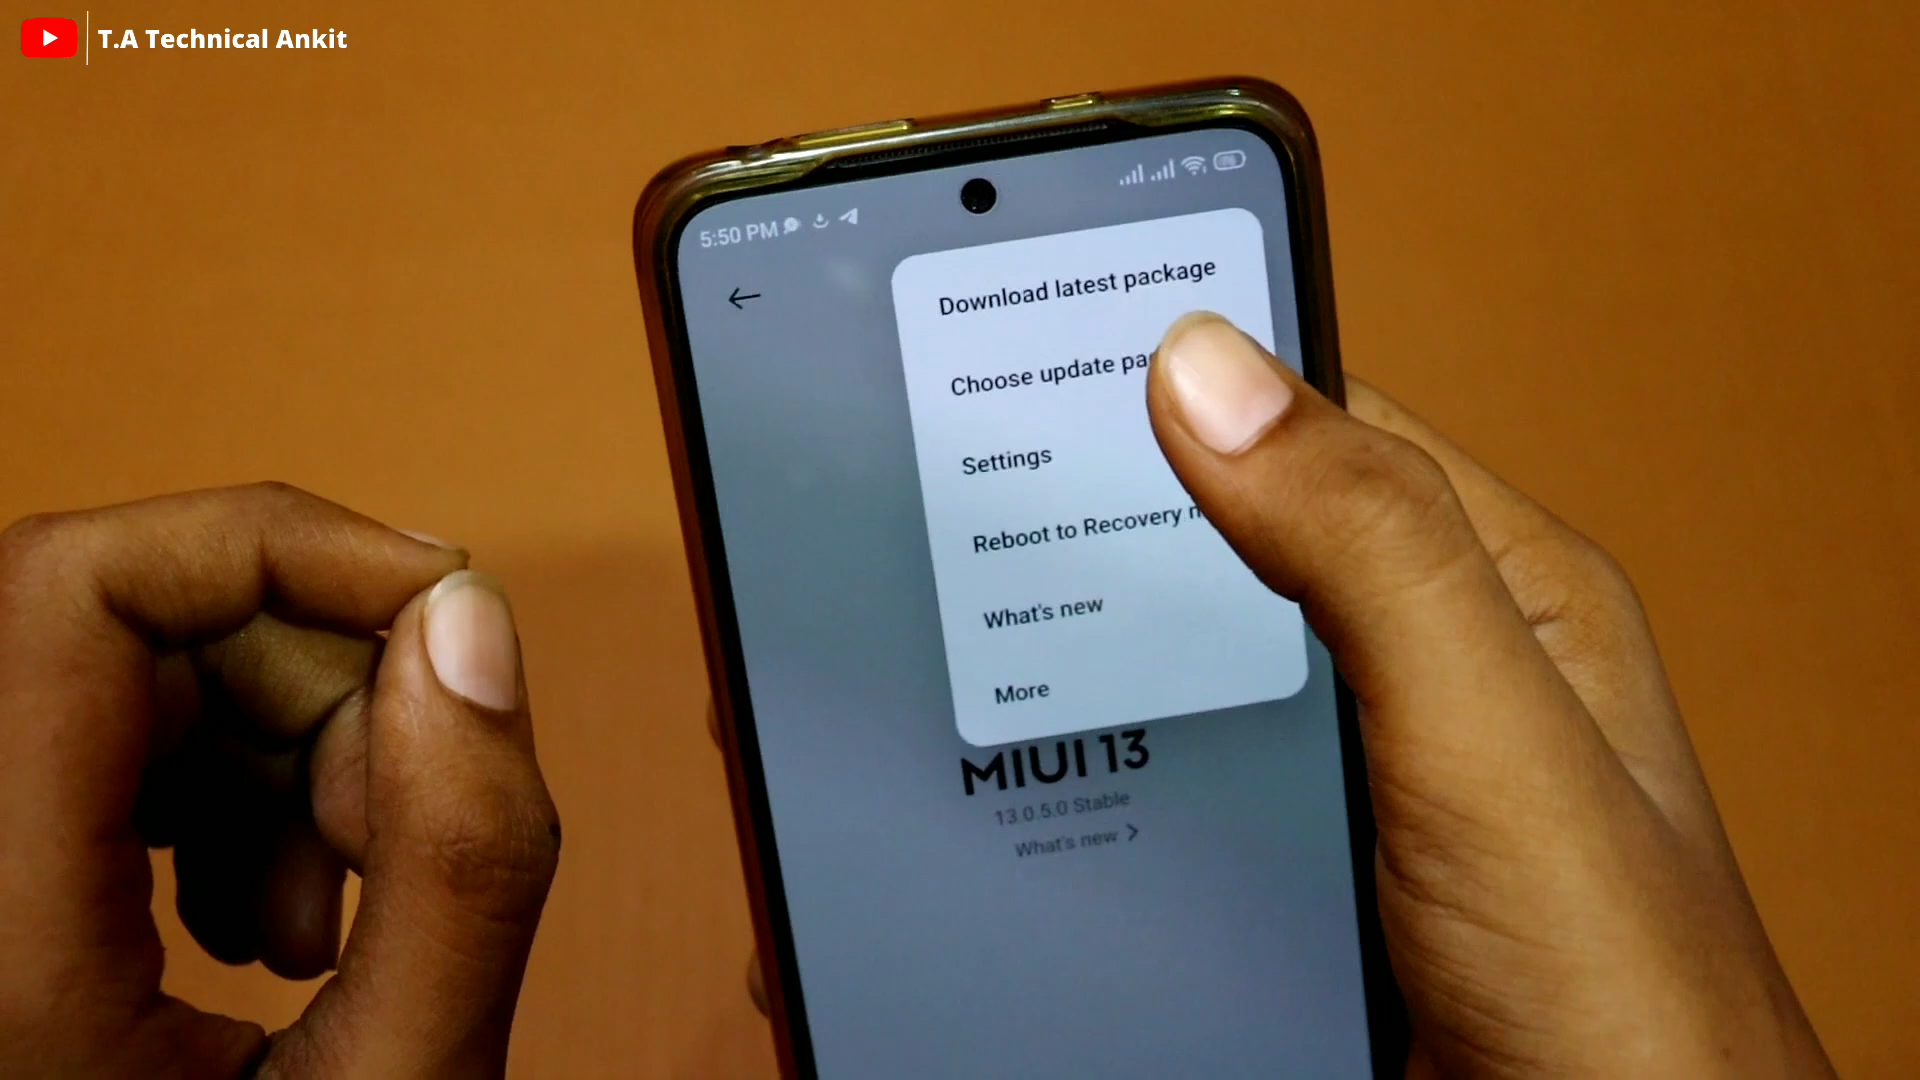 T.A Technical Ankit
5:50 PM
Download latest package
Choose update
Settings
Reboot to Recovery
What's new
More
MIUI 13
13.0.5.0 Stable
What's new